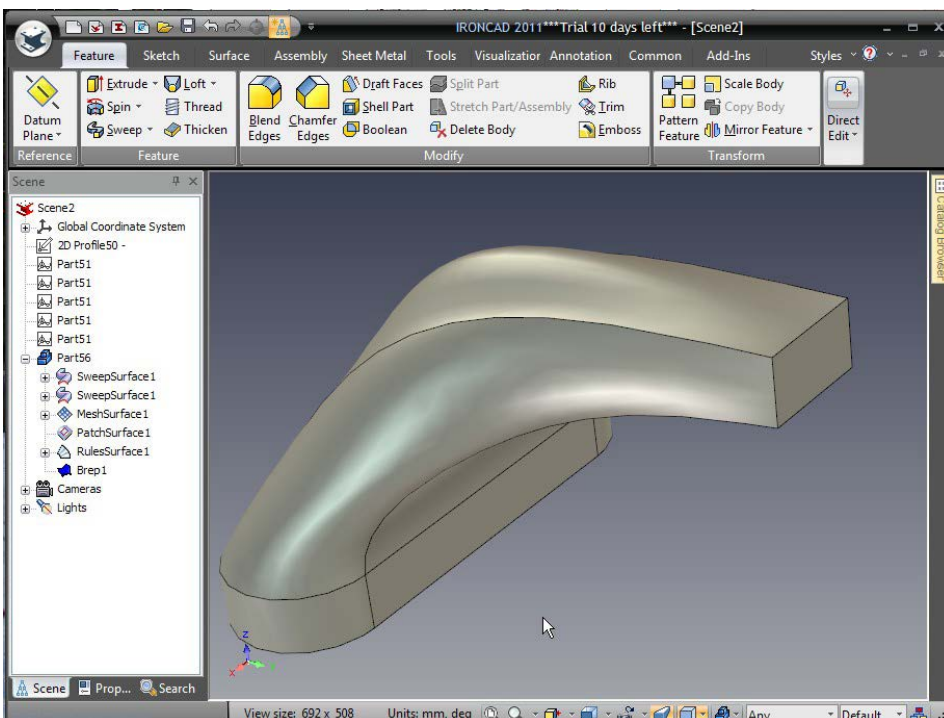 IRONCAD 2011***Trial 10 days left*** - [Scene2]
Feature Sketch Surface Assembly Sheet Metal Tools Visualization Annotation Common Add-Ins Styles
Datum Plane
Extrude Loft
Spin Thread
Sweep Thicken
Blend Edges
Chamfer Edges
Draft Faces Split Part Rib
Shell Part Stretch Part/Assembly Trim
Boolean Delete Body Emboss
Pattern Feature
Scale Body
Copy Body
Mirror Feature
Direct Edit
Reference Feature Modify Transform
Scene
Scene2
Global Coordinate System
2D Profile50 -
Part51
Part51
Part51
Part51
Part51
Part56
SweepSurface1
SweepSurface1
MeshSurface1
PatchSurface1
RulesSurface1
Brep1
Cameras
Lights
Catalog Browser
Z
X
Scene Prop... Search
View size: 692 x 508 Units: mm, deg Any Default